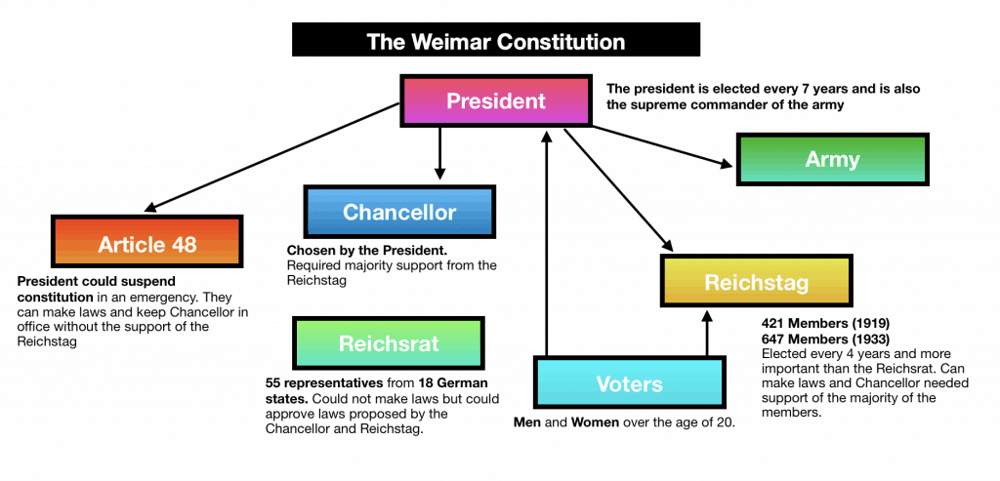 The Weimar Constitution
President
The president is elected every 7 years and is also
the supreme commander of the army
Army
Chancellor
Chosen by the President.
Required majority support from the
Reichstag
Article 48
President could suspend
constitution in an emergency. They
can make laws and keep Chancellor in
office without the support of the
Reichstag
Reichstag
421 Members (1919)
647 Members (1933)
Elected every 4 years and more
important than the Reichsrat. Can
make laws and Chancellor needed
support of the majority of the
members.
Reichsrat
55 representatives from 18 German
states. Could not make laws but could
approve laws proposed by the
Chancellor and Reichstag.
Voters
Men and Women over the age of 20.